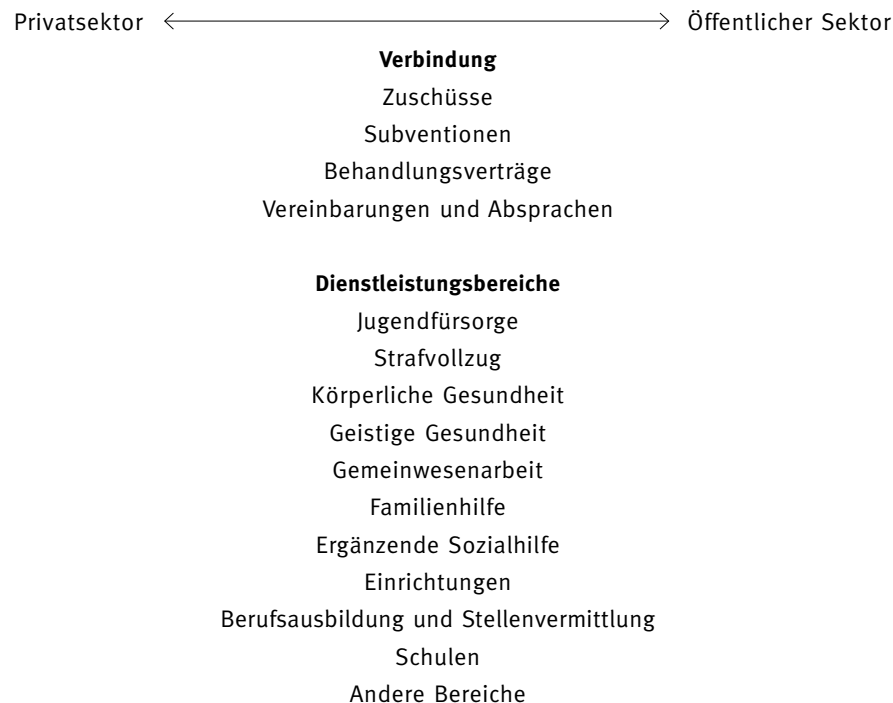 Privatsektor ⟷ Öffentlicher Sektor
Verbindung
Zuschüsse
Subventionen
Behandlungsverträge
Vereinbarungen und Absprachen
Dienstleistungsbereiche
Jugendfürsorge
Strafvollzug
Körperliche Gesundheit
Geistige Gesundheit
Gemeinwesenarbeit
Familienhilfe
Ergänzende Sozialhilfe
Einrichtungen
Berufsausbildung und Stellenvermittlung
Schulen
Andere Bereiche